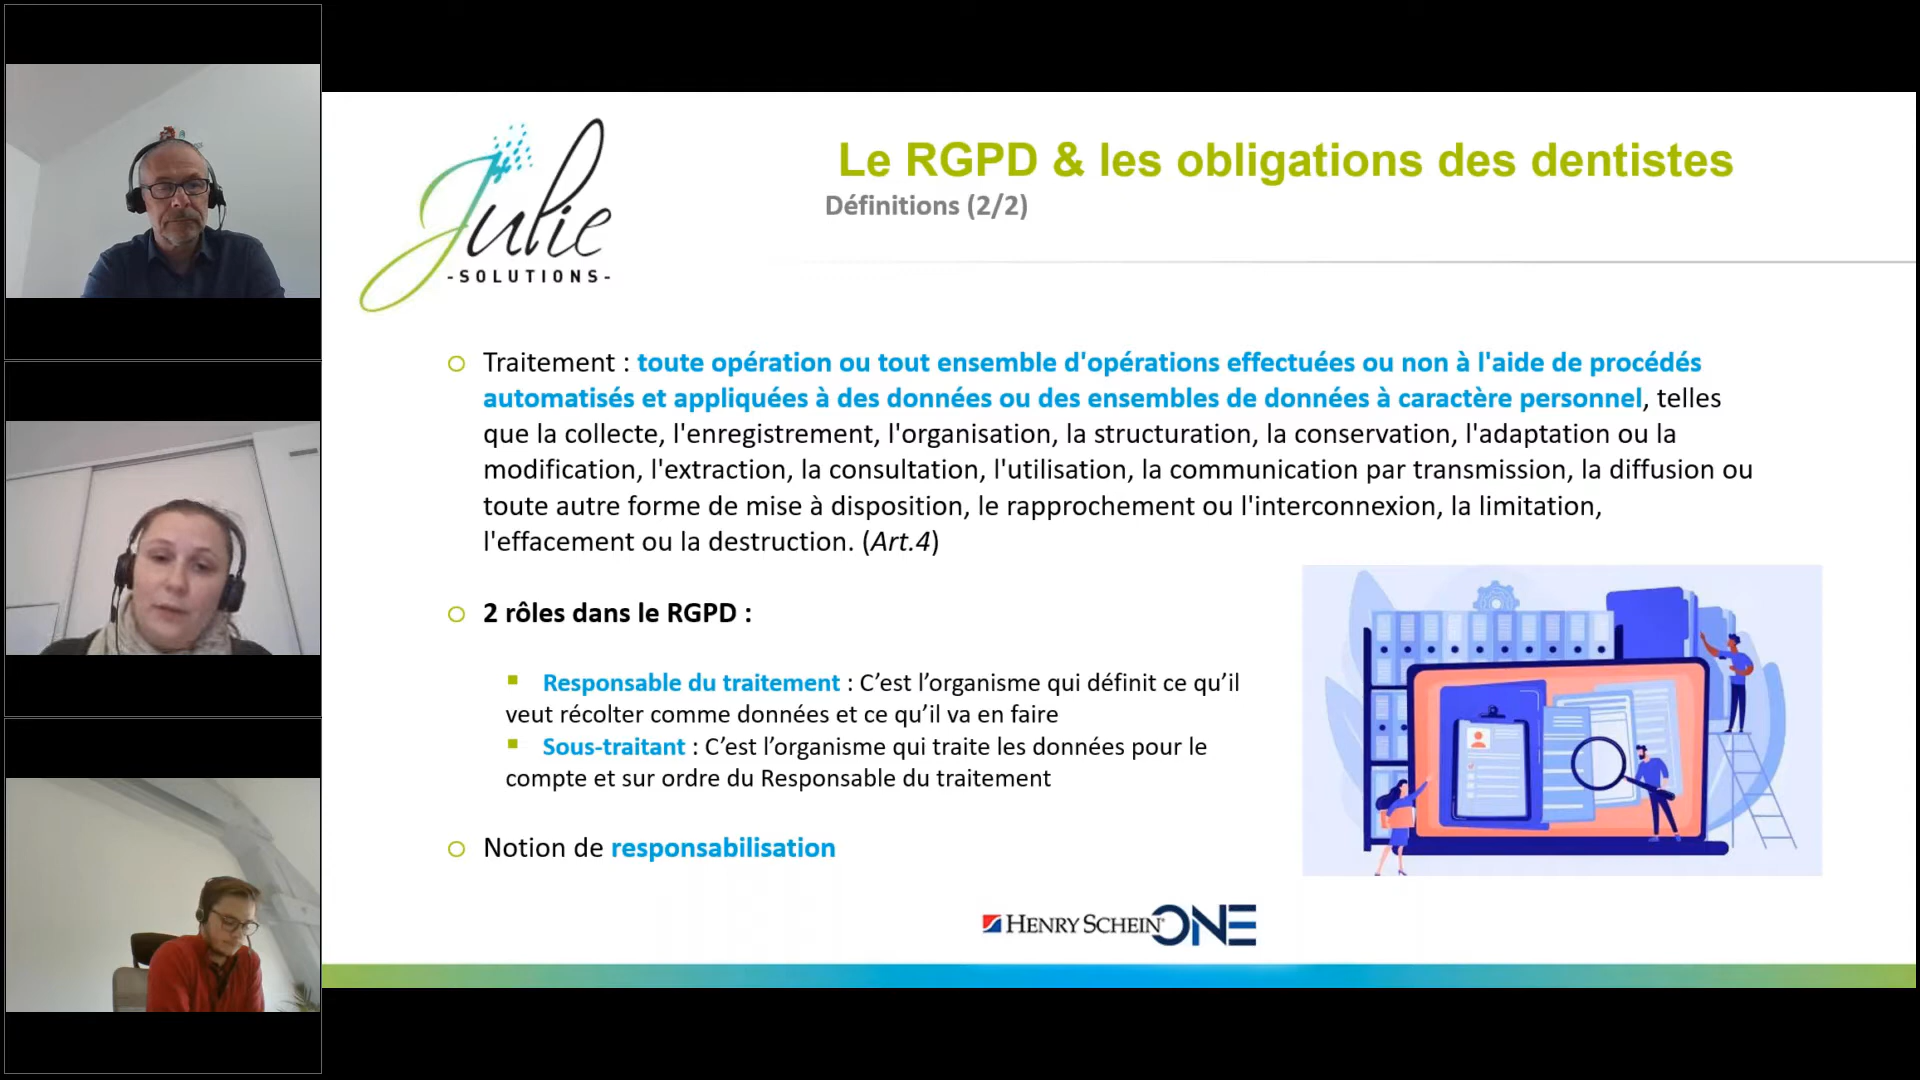 Julie
-SOLUTIONS-
Le RGPD & les obligations des dentistes
Définitions (2/2)
Traitement : toute opération ou tout ensemble d'opérations effectuées ou non à l'aide de procédés
automatisés et appliquées à des données ou des ensembles de données à caractère personnel, telles
que la collecte, l'enregistrement, l'organisation, la structuration, la conservation, l'adaptation ou la
modification, l'extraction, la consultation, l'utilisation, la communication par transmission, la diffusion ou
toute autre forme de mise à disposition, le rapprochement ou l'interconnexion, la limitation,
l'effacement ou la destruction. (Art.4)
2 rôles dans le RGPD :
Responsable du traitement : C’est l’organisme qui définit ce qu’il
veut récolter comme données et ce qu’il va en faire
Sous-traitant : C’est l’organisme qui traite les données pour le
compte et sur ordre du Responsable du traitement
Notion de responsabilisation
HENRY SCHEIN® ONE